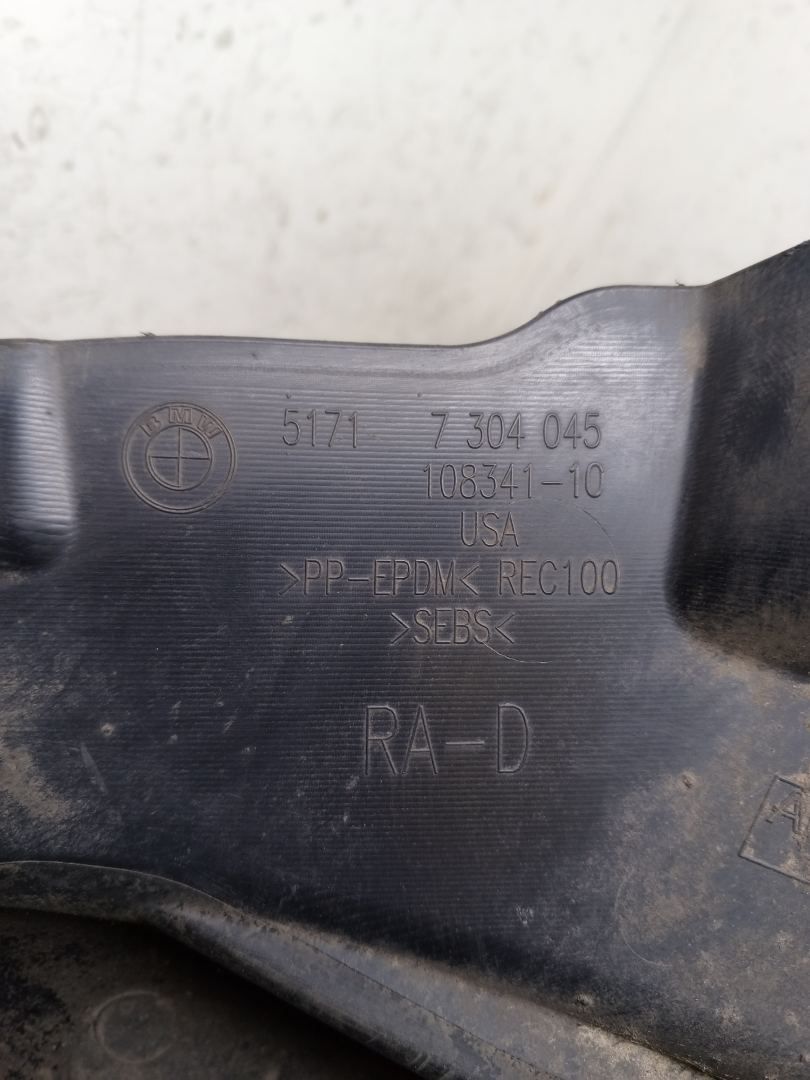 BMW
5171 7 304 045
108341-10
USA
>PP-EPDM< REC100
>SEBS<
RA-D
A